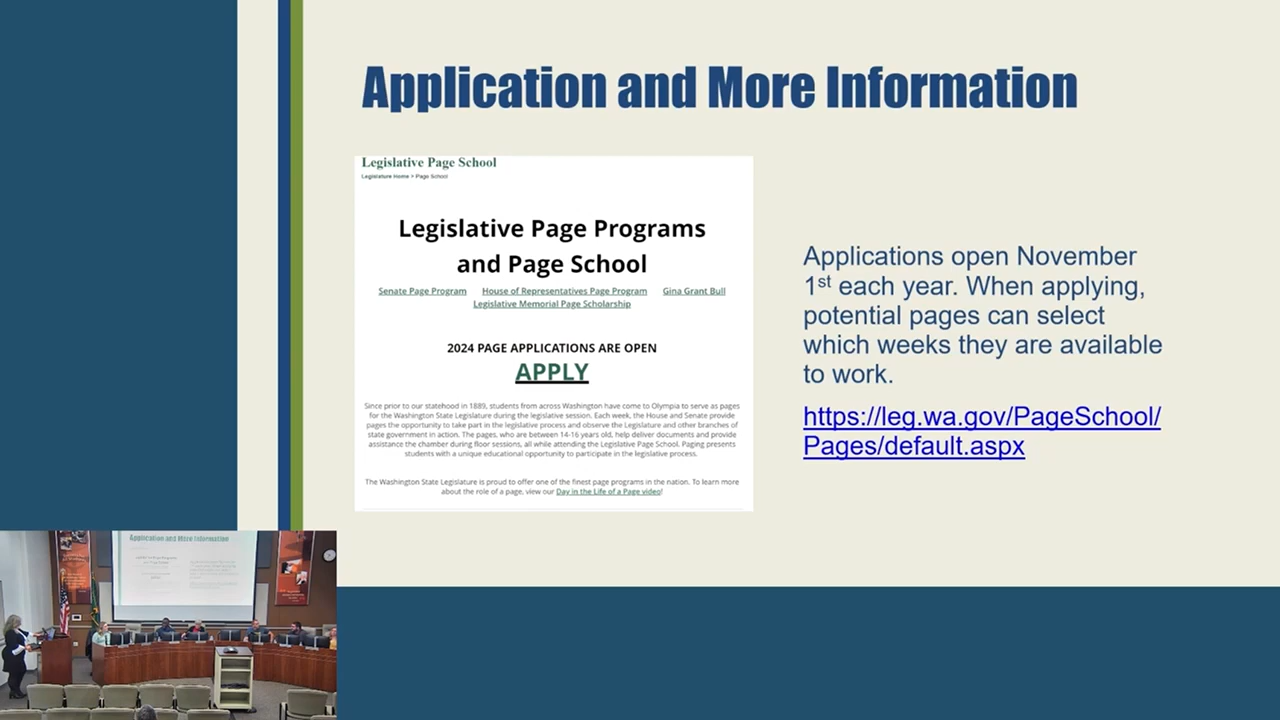 Application and More Information
Legislative Page School
Legislature Home > Page School
Legislative Page Programs
and Page School
Senate Page Program House of Representatives Page Program Gina Grant Bull
Legislative Memorial Page Scholarship
2024 PAGE APPLICATIONS ARE OPEN
APPLY
Since prior to our statehood in 1889, students from across Washington have come to Olympia to serve as pages
for the Washington State Legislature during the legislative session. Each week, the House and Senate provide
pages the opportunity to take part in the legislative process and observe the Legislature and other branches of
state government in action. The pages, who are between 14-16 years old, help deliver documents and provide
assistance the chamber during floor sessions, all while attending the Legislative Page School. Paging presents
students with a unique educational opportunity to participate in the legislative process.
The Washington State Legislature is proud to offer one of the finest page programs in the nation. To learn more
about the role of a page, view our Day in the Life of a Page video!
Applications open November
1st each year. When applying,
potential pages can select
which weeks they are available
to work.
https://leg.wa.gov/PageSchool/
Pages/default.aspx
Application and More Information